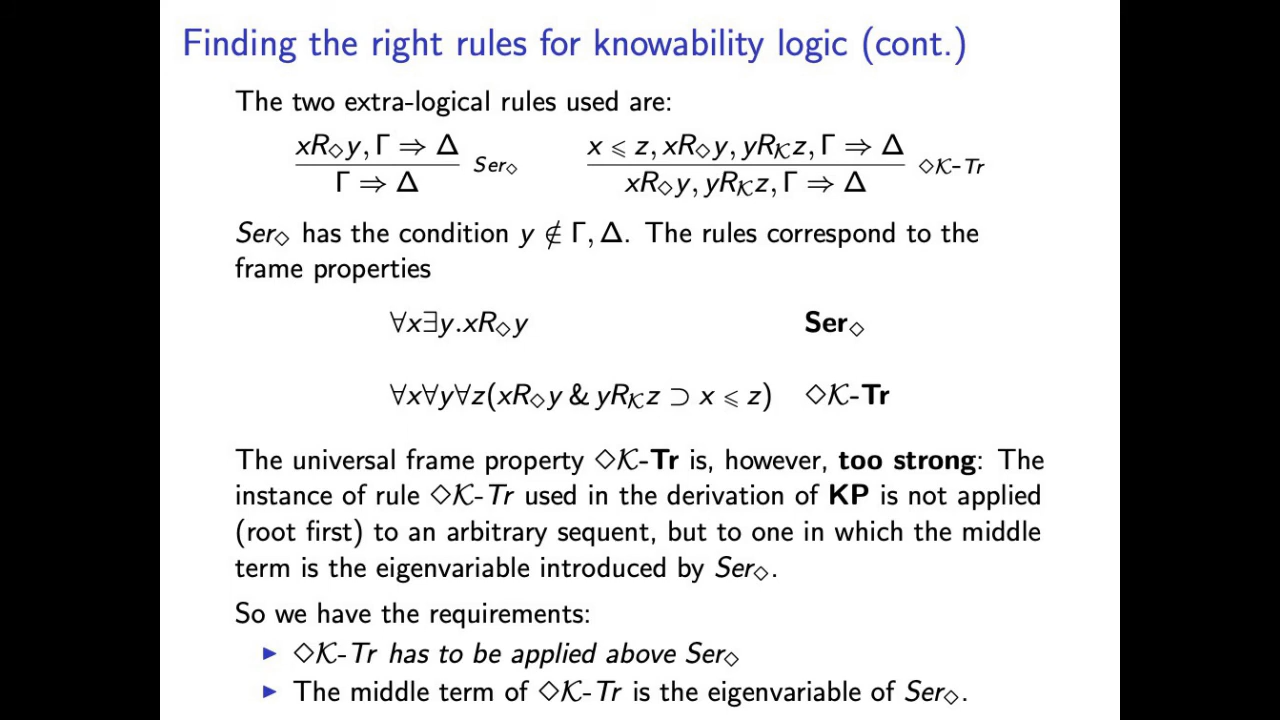 Finding the right rules for knowability logic (cont.)
The two extra-logical rules used are:
xR◇y, Γ ⇒ Δ
Γ ⇒ Δ
Ser◇
x ⩽ z, xR◇y, yR𝒦z, Γ ⇒ Δ
xR◇y, yR𝒦z, Γ ⇒ Δ
◇𝒦-Tr
Ser◇ has the condition y ∉ Γ, Δ. The rules correspond to the
frame properties
∀x∃y.xR◇y Ser◇
∀x∀y∀z(xR◇y & yR𝒦z ⊃ x ⩽ z) ◇𝒦-Tr
The universal frame property ◇𝒦-Tr is, however, too strong: The
instance of rule ◇𝒦-Tr used in the derivation of KP is not applied
(root first) to an arbitrary sequent, but to one in which the middle
term is the eigenvariable introduced by Ser◇.
So we have the requirements:
▶ ◇𝒦-Tr has to be applied above Ser◇
▶ The middle term of ◇𝒦-Tr is the eigenvariable of Ser◇.